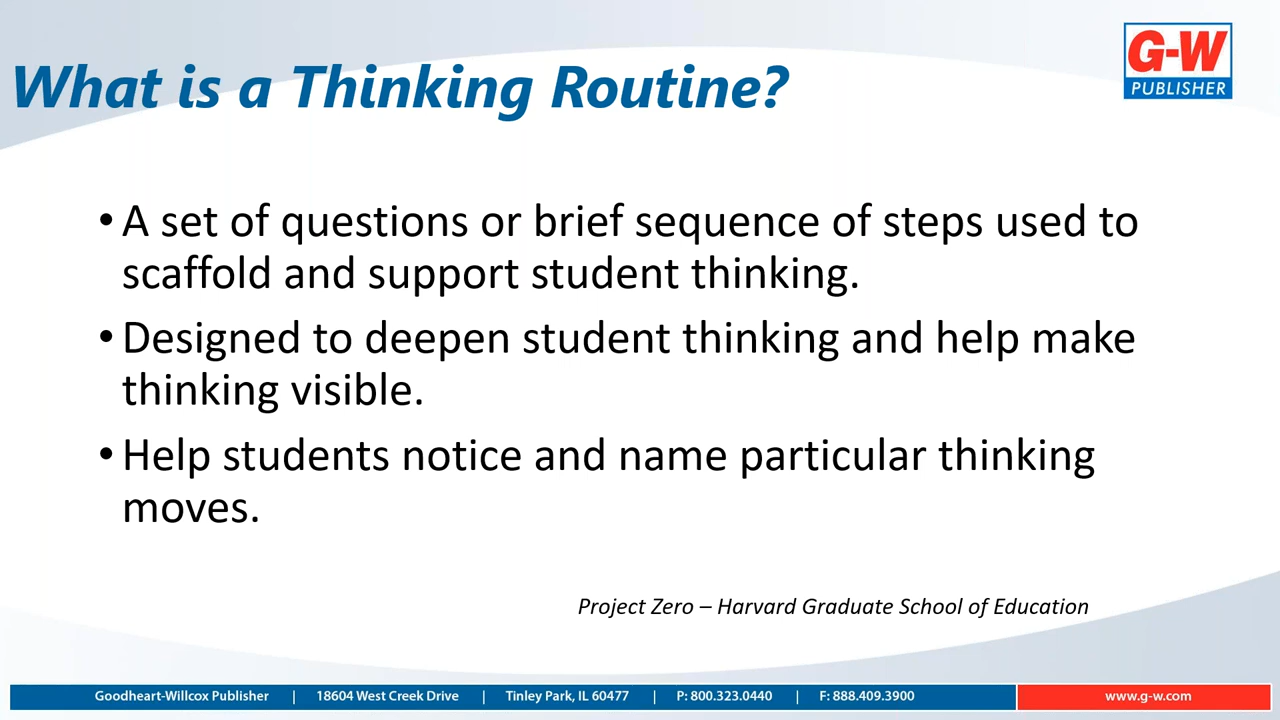 What is a Thinking Routine?
G-W
PUBLISHER
• A set of questions or brief sequence of steps used to
scaffold and support student thinking.
• Designed to deepen student thinking and help make
thinking visible.
• Help students notice and name particular thinking
moves.
Project Zero – Harvard Graduate School of Education
Goodheart-Willcox Publisher | 18604 West Creek Drive | Tinley Park, IL 60477 | P: 800.323.0440 | F: 888.409.3900 www.g-w.com